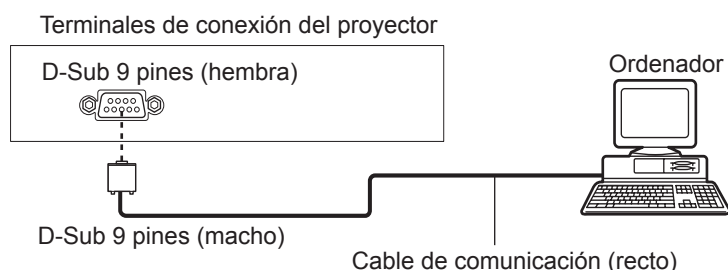 Terminales de conexión del proyector
D-Sub 9 pines (hembra)
Ordenador
D-Sub 9 pines (macho)
Cable de comunicación (recto)